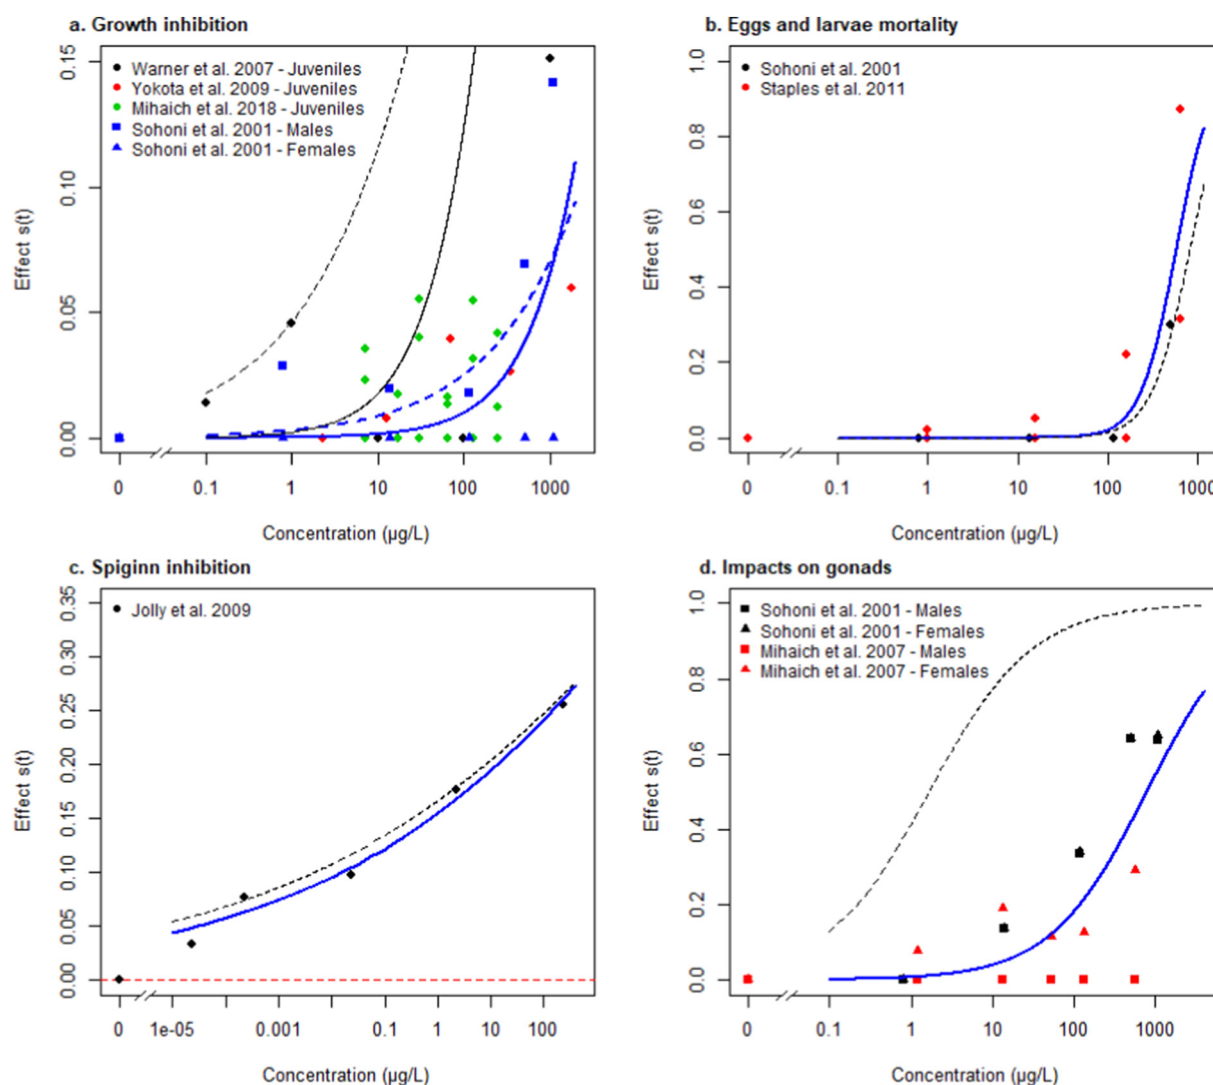 a. Growth inhibition
Effect s(t)
0.15
0.10
0.05
0.00
Warner et al. 2007 - Juveniles
Yokota et al. 2009 - Juveniles
Mihaich et al. 2018 - Juveniles
Sohoni et al. 2001 - Males
Sohoni et al. 2001 - Females
0 0.1 1 10 100 1000
Concentration (µg/L)
b. Eggs and larvae mortality
Effect s(t)
1.0
0.8
0.6
0.4
0.2
0.0
Sohoni et al. 2001
Staples et al. 2011
0 0.1 1 10 100 1000
Concentration (µg/L)
c. Spiginn inhibition
Effect s(t)
0.35
0.30
0.25
0.20
0.15
0.10
0.05
0.00
Jolly et al. 2009
0 1e-05 0.001 0.1 1 10 100
Concentration (µg/L)
d. Impacts on gonads
Effect s(t)
1.0
0.8
0.6
0.4
0.2
0.0
Sohoni et al. 2001 - Males
Sohoni et al. 2001 - Females
Mihaich et al. 2007 - Males
Mihaich et al. 2007 - Females
0 0.1 1 10 100 1000
Concentration (µg/L)